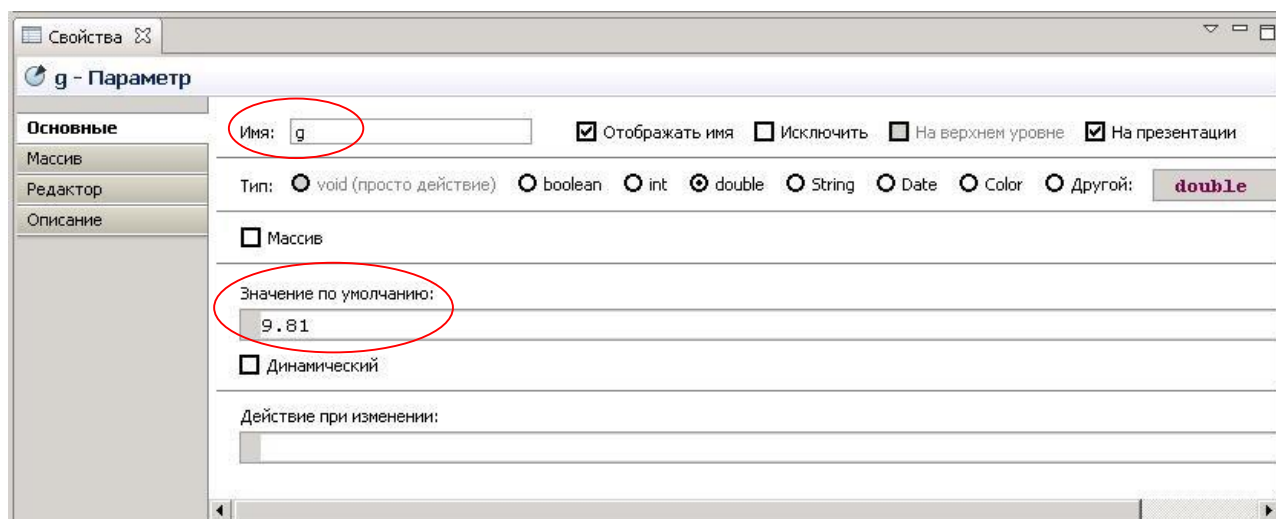 Свойства
g - Параметр
Основные
Массив
Редактор
Описание
Имя: g Отображать имя Исключить На верхнем уровне На презентации
Тип: void (просто действие) boolean int double String Date Color Другой: double
Массив
Значение по умолчанию:
9.81
Динамический
Действие при изменении: